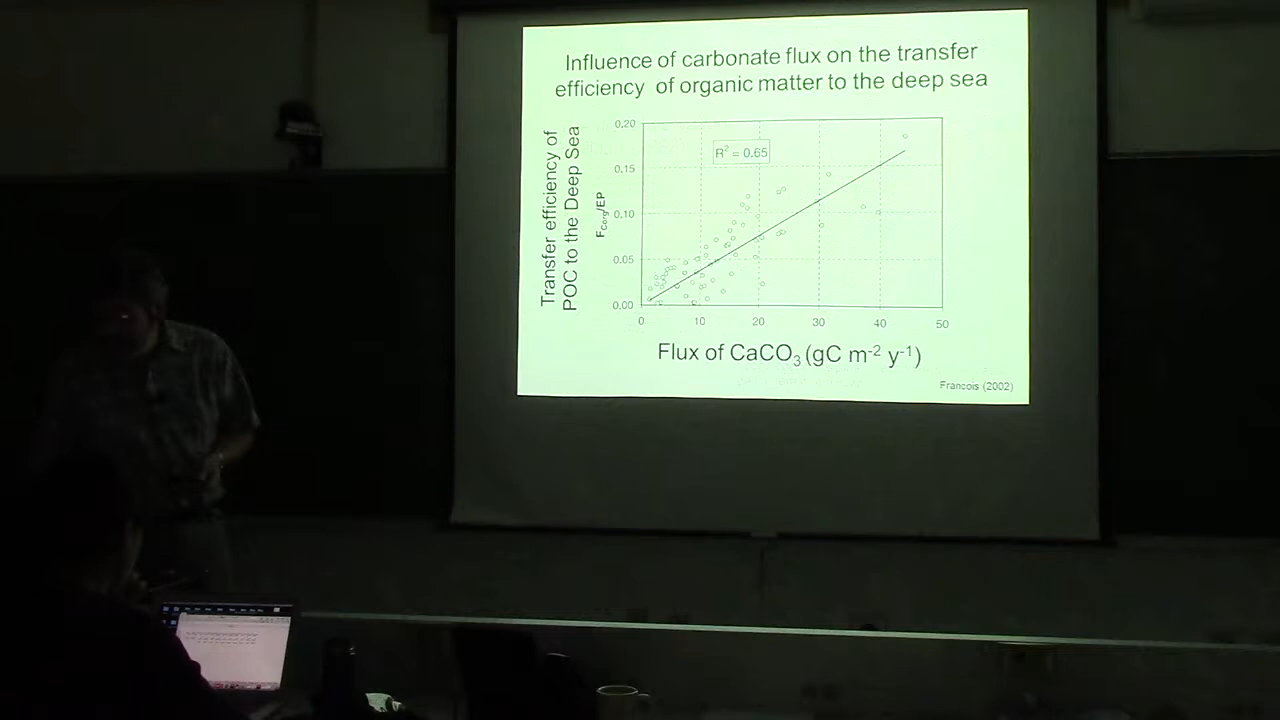 Influence of carbonate flux on the transfer
efficiency of organic matter to the deep sea
Transfer efficiency of
POC to the Deep Sea
F_Corg/EP
0.20
0.15
0.10
0.05
0.00
R² = 0.65
0 10 20 30 40 50
Flux of CaCO₃ (gC m⁻² y⁻¹)
Francois (2002)